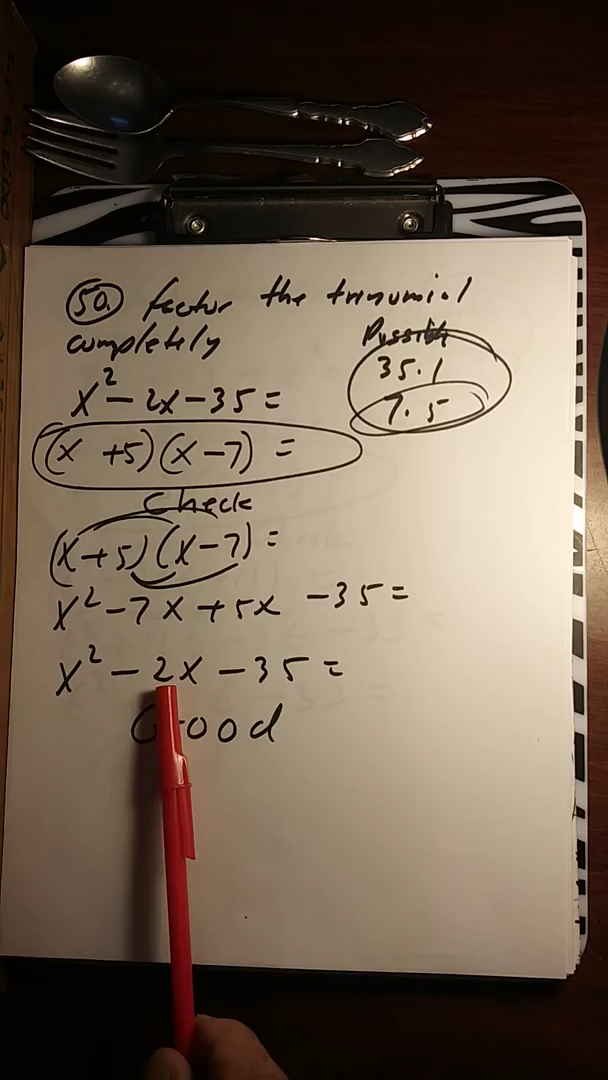 50. factor the trinomial
completely
Possible
35.1
7.5
x² - 2x - 35 =
(x +5)(x - 7) =
Check
(x + 5)(x - 7) =
x² - 7x + 5x - 35 =
x² - 2x - 35 =
Good